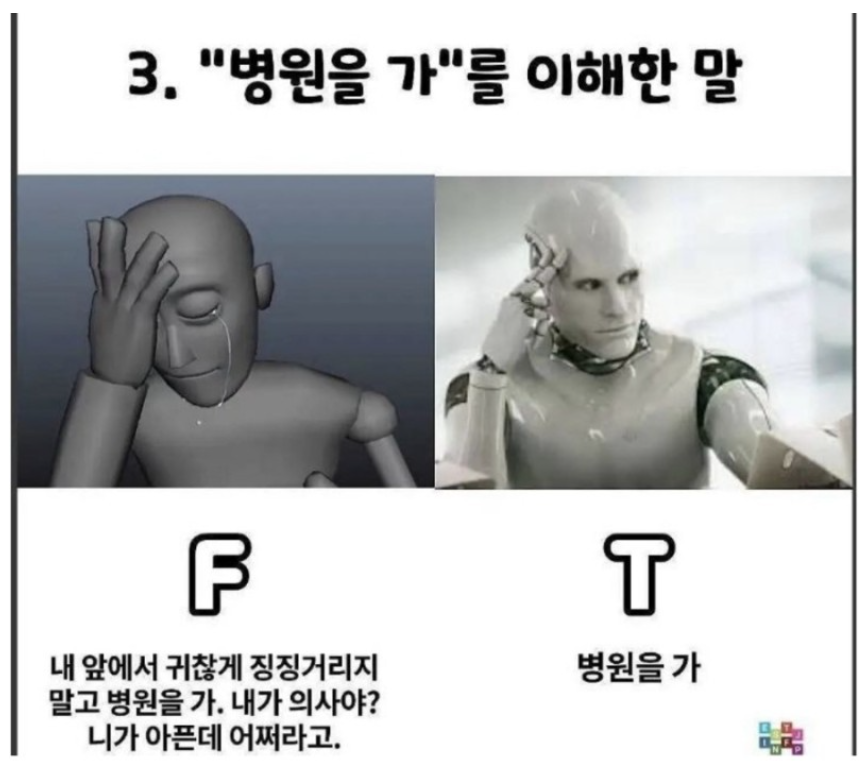 3. "병원을 가"를 이해한 말
F
내 앞에서 귀찮게 징징거리지
말고 병원을 가. 내가 의사야?
니가 아픈데 어쩌라고.
T
병원을 가